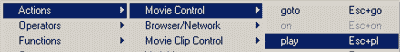 Actions Movie Control goto Esc+go
Operators Browser/Network on Esc+on
Functions Movie Clip Control play Esc+pl